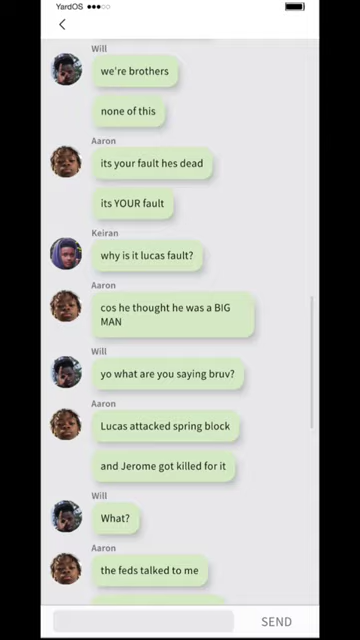 YardOS
Will
we're brothers
none of this
Aaron
its your fault hes dead
its YOUR fault
Keiran
why is it lucas fault?
Aaron
cos he thought he was a BIG
MAN
Will
yo what are you saying bruv?
Aaron
Lucas attacked spring block
and Jerome got killed for it
Will
What?
Aaron
the feds talked to me
SEND